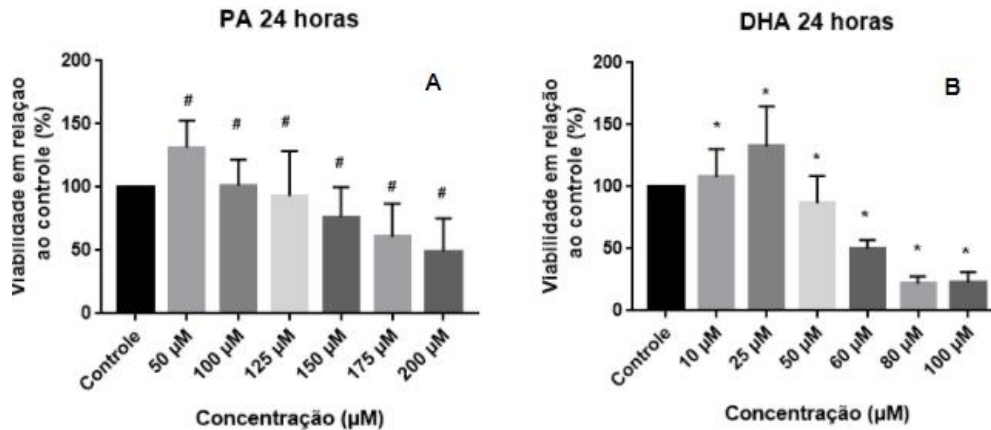 PA 24 horas
A
Viabilidade em relaçao
ao controle (%)
200
150
100
50
0
# # # # # #
Controle
50 µM
100 µM
125 µM
150 µM
175 µM
200 µM
Concentração (µM)
DHA 24 horas
B
Viabilidade em relação
ao controle (%)
200
150
100
50
0
* * * * * *
Controle
10 µM
25 µM
50 µM
60 µM
80 µM
100 µM
Concentração (µM)